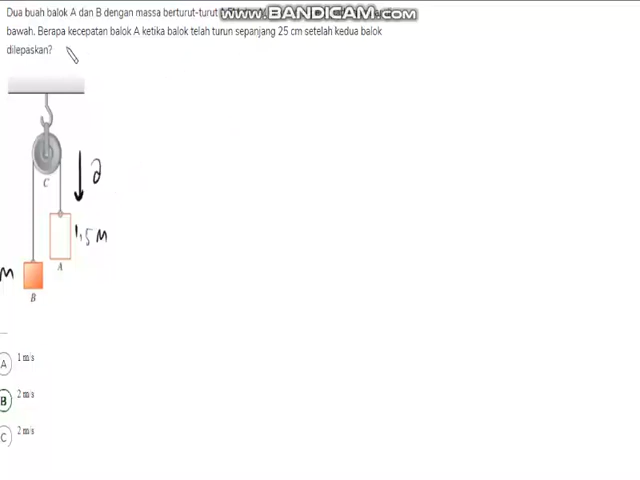 www.BANDICAM.com
Dua buah balok A dan B dengan massa berturut-turut
bawah. Berapa kecepatan balok A ketika balok telah turun sepanjang 25 cm setelah kedua balok
dilepaskan?
a
C
1,5 M
A
M
B
A 1 m/s
B 2 m/s
C 2 m/s